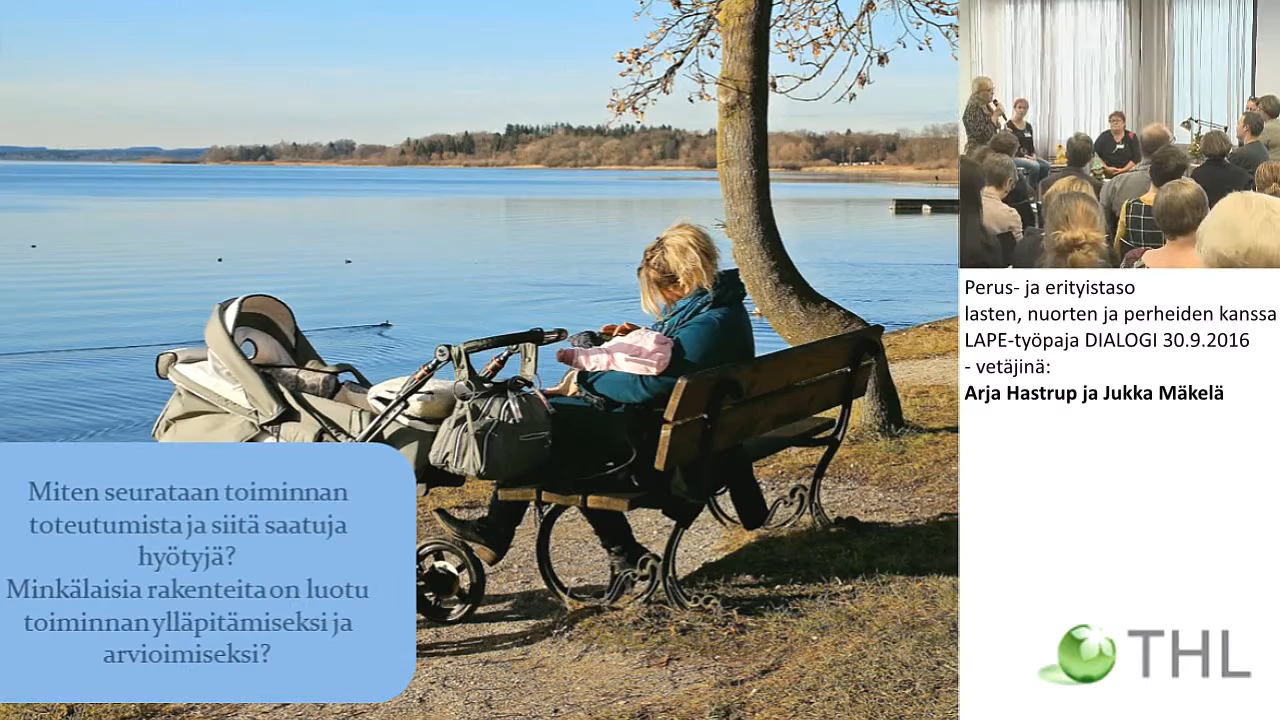 Miten seurataan toiminnan
toteutumista ja siitä saatuja
hyötyjä?
Minkälaisia rakenteita on luotu
toiminnan ylläpitämiseksi ja
arvioimiseksi?
Perus- ja erityistaso
lasten, nuorten ja perheiden kanssa
LAPE-työpaja DIALOGI 30.9.2016
- vetäjinä:
Arja Hastrup ja Jukka Mäkelä
THL